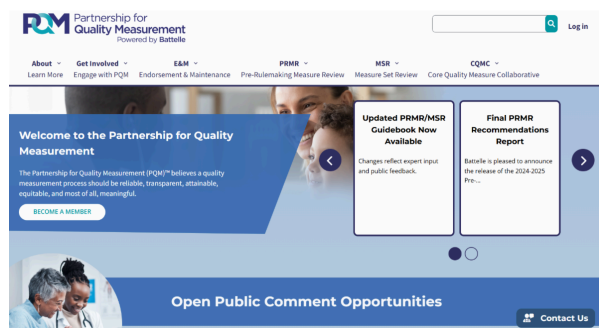 PQM
Partnership for
Quality Measurement
Powered by Battelle
Log in
About
Get Involved
E&M
PRMR
MSR
CQMC
Learn More
Engage with PQM
Endorsement & Maintenance
Pre-Rulemaking Measure Review
Measure Set Review
Core Quality Measure Collaborative
Welcome to the Partnership for Quality
Measurement
The Partnership for Quality Measurement (PQM)™ believes a quality
measurement process should be reliable, transparent, attainable,
equitable, and most of all, meaningful.
BECOME A MEMBER
Updated PRMR/MSR
Guidebook Now
Available
Changes reflect expert input
and public feedback.
Final PRMR
Recommendations
Report
Battelle is pleased to announce
the release of the 2024-2025
Pre-...
Open Public Comment Opportunities
Contact Us